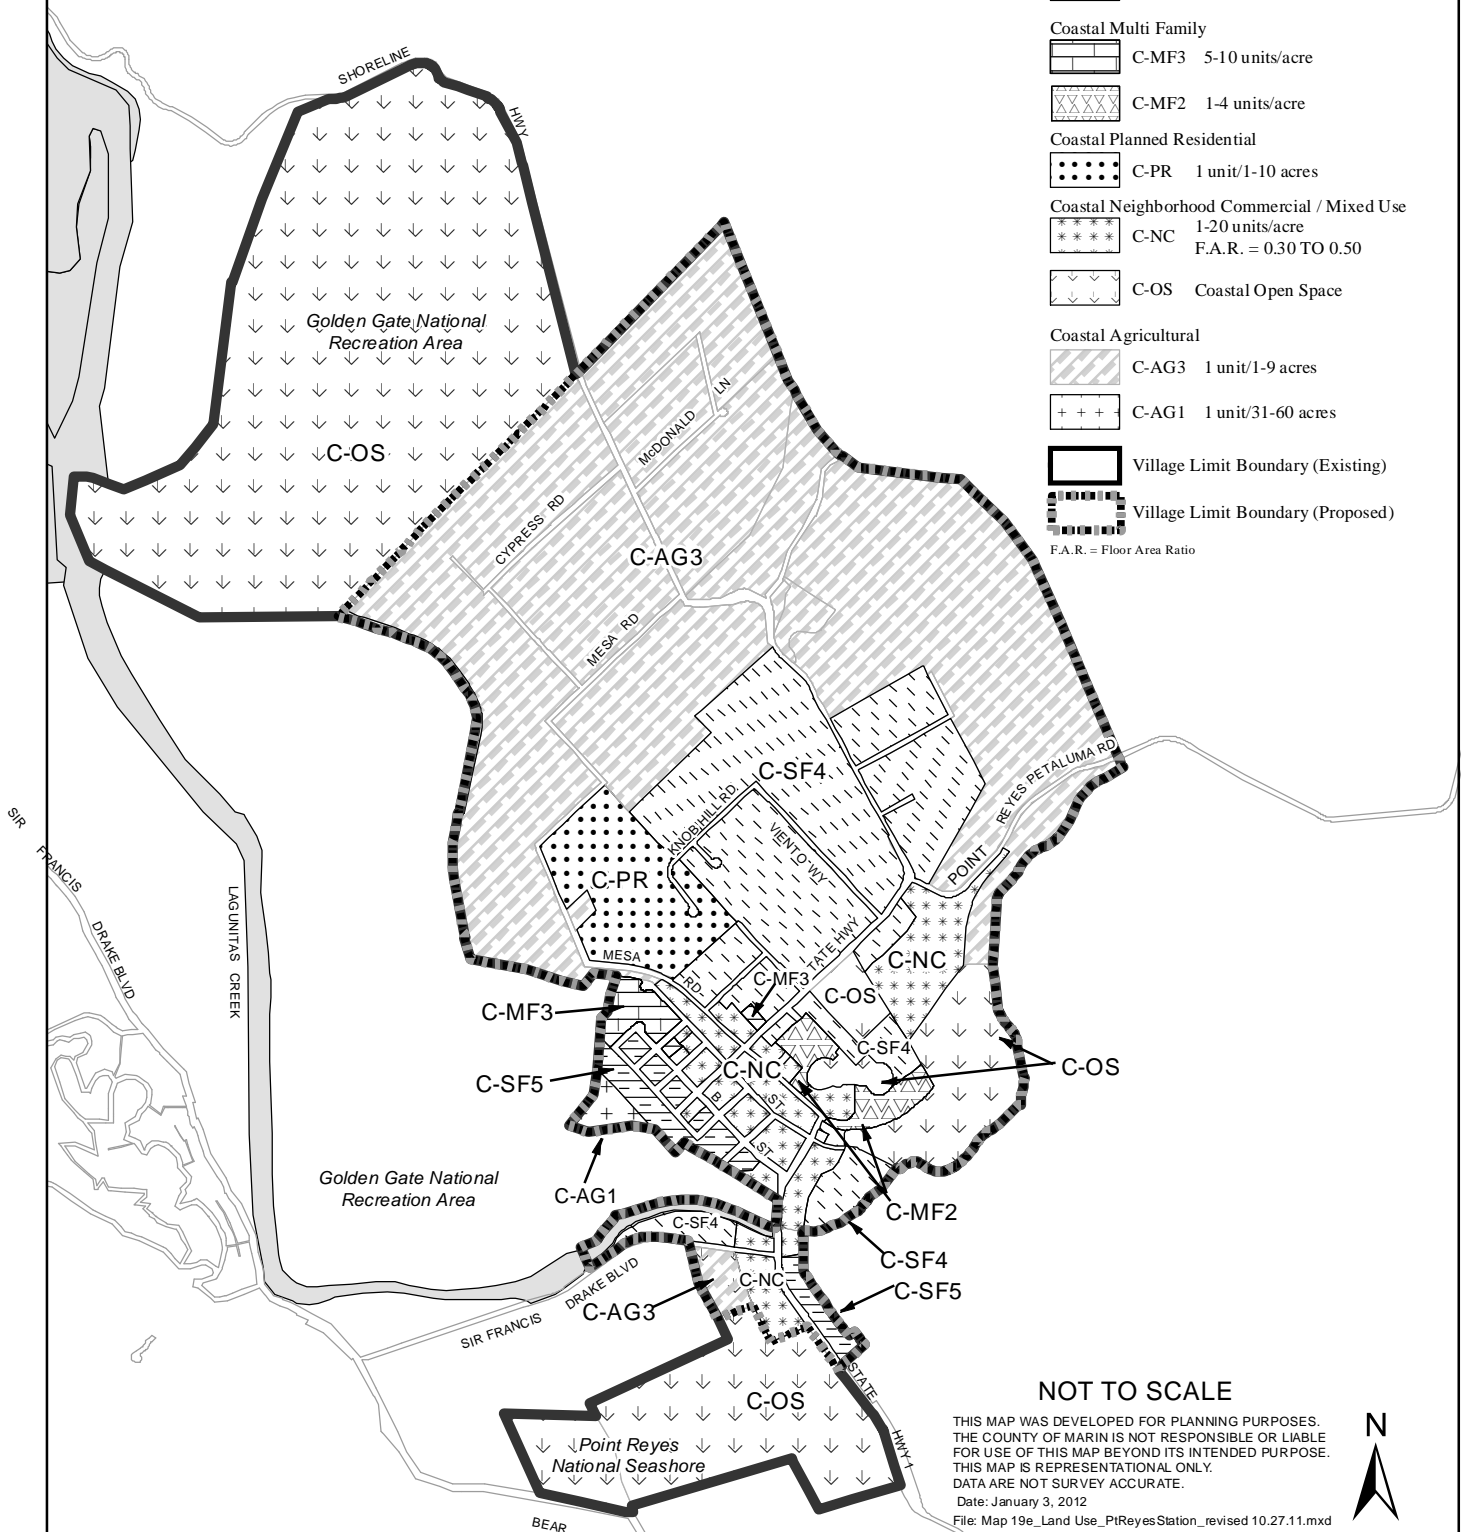 Coastal Multi Family
C-MF3 5-10 units/acre
C-MF2 1-4 units/acre
Coastal Planned Residential
C-PR 1 unit/1-10 acres
Coastal Neighborhood Commercial / Mixed Use
1-20 units/acre
C-NC
F.A.R. = 0.30 TO 0.50
C-OS Coastal Open Space
Coastal Agricultural
C-AG3 1 unit/1-9 acres
C-AG1 1 unit/31-60 acres
Village Limit Boundary (Existing)
Village Limit Boundary (Proposed)
F.A.R. = Floor Area Ratio
SHORELINE
HWY
Golden Gate National
Recreation Area
C-OS
LN
McDONALD
CYPRESS RD
C-AG3
MESA RD
C-SF4
REYES PETALUMA RD
POINT
KNOB HILL RD.
VIENTO WY
C-PR
SIR
FRANCIS
DRAKE BLVD
LAGUNITAS CREEK
MESA
RD
TATE HWY
C-NC
C-MF3
C-OS
C-MF3
C-SF4
C-NC
C-OS
C-SF5
B
ST
ST
C-AG1
Golden Gate National
Recreation Area
C-MF2
C-SF4
C-SF4
C-NC
C-SF5
DRAKE BLVD
C-AG3
SIR FRANCIS
STATE
HWY 1
C-OS
Point Reyes
National Seashore
BEAR
NOT TO SCALE
THIS MAP WAS DEVELOPED FOR PLANNING PURPOSES.
THE COUNTY OF MARIN IS NOT RESPONSIBLE OR LIABLE
FOR USE OF THIS MAP BEYOND ITS INTENDED PURPOSE.
THIS MAP IS REPRESENTATIONAL ONLY.
DATA ARE NOT SURVEY ACCURATE.
Date: January 3, 2012
File: Map 19e_Land Use_PtReyesStation_revised 10.27.11.mxd
N